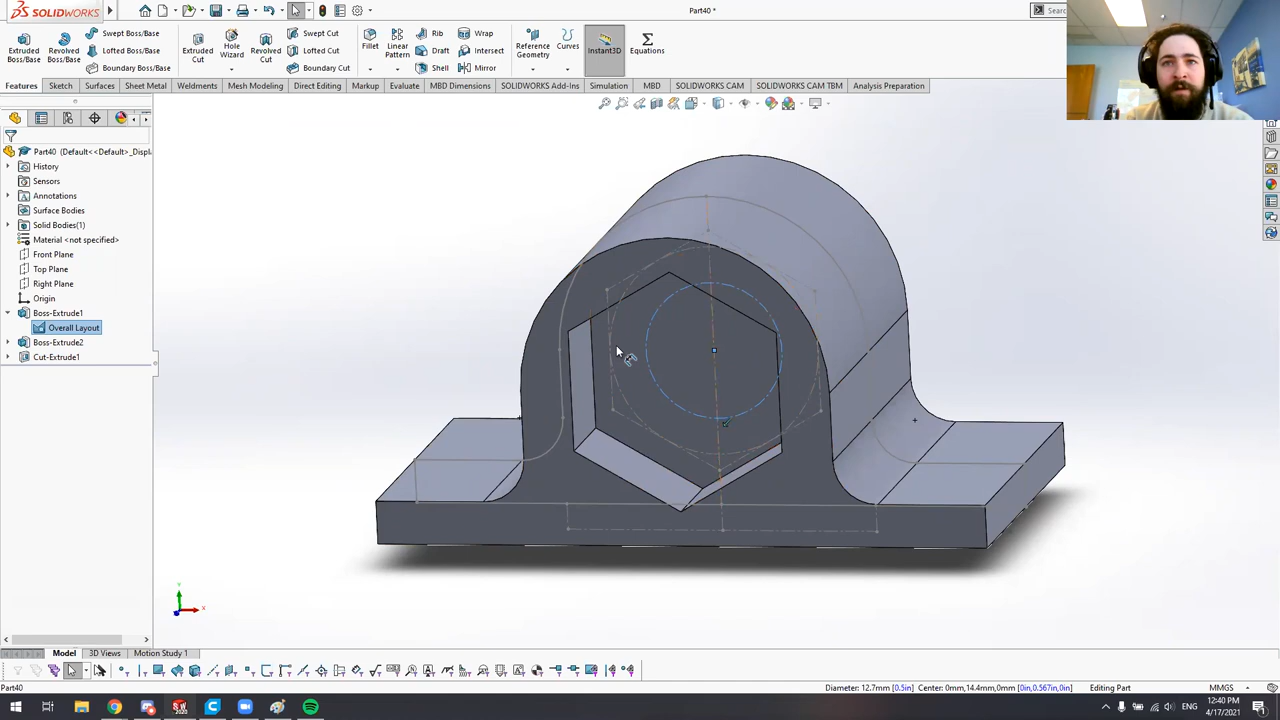 SOLIDWORKS
Part40 *
Sear
Extruded Boss/Base
Revolved Boss/Base
Swept Boss/Base
Lofted Boss/Base
Boundary Boss/Base
Extruded Cut
Hole Wizard
Revolved Cut
Swept Cut
Lofted Cut
Boundary Cut
Fillet
Linear Pattern
Rib
Draft
Shell
Wrap
Intersect
Mirror
Reference Geometry
Curves
Instant3D
Equations
Features Sketch Surfaces Sheet Metal Weldments Mesh Modeling Direct Editing Markup Evaluate MBD Dimensions SOLIDWORKS Add-Ins Simulation MBD SOLIDWORKS CAM SOLIDWORKS CAM TBM Analysis Preparation
Part40 (Default<<Default>_Displ
History
Sensors
Annotations
Surface Bodies
Solid Bodies(1)
Material <not specified>
Front Plane
Top Plane
Right Plane
Origin
Boss-Extrude1
Overall Layout
Boss-Extrude2
Cut-Extrude1
Y
X
Z
Model 3D Views Motion Study 1
Diameter: 12.7mm [0.5in] Center: 0mm,14.4mm,0mm [0in,0.567in,0in] Editing Part MMGS
ENG
12:40 PM
4/17/2021